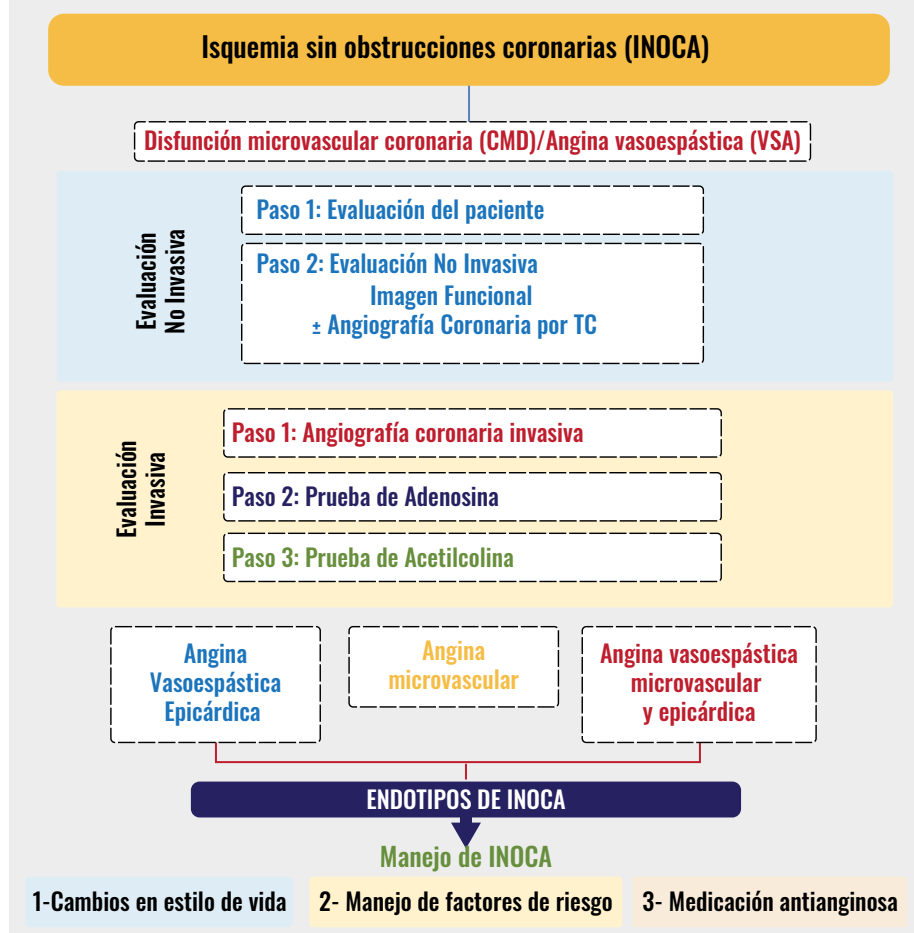 Isquemia sin obstrucciones coronarias (INOCA)
Disfunción microvascular coronaria (CMD)/Angina vasoespástica (VSA)
Evaluación
No Invasiva
Paso 1: Evaluación del paciente
Paso 2: Evaluación No Invasiva
Imagen Funcional
± Angiografía Coronaria por TC
Evaluación
Invasiva
Paso 1: Angiografía coronaria invasiva
Paso 2: Prueba de Adenosina
Paso 3: Prueba de Acetilcolina
Angina
Vasoespástica
Epicárdica
Angina
microvascular
Angina vasoespástica
microvascular
y epicárdica
ENDOTIPOS DE INOCA
Manejo de INOCA
1-Cambios en estilo de vida
2- Manejo de factores de riesgo
3- Medicación antianginosa